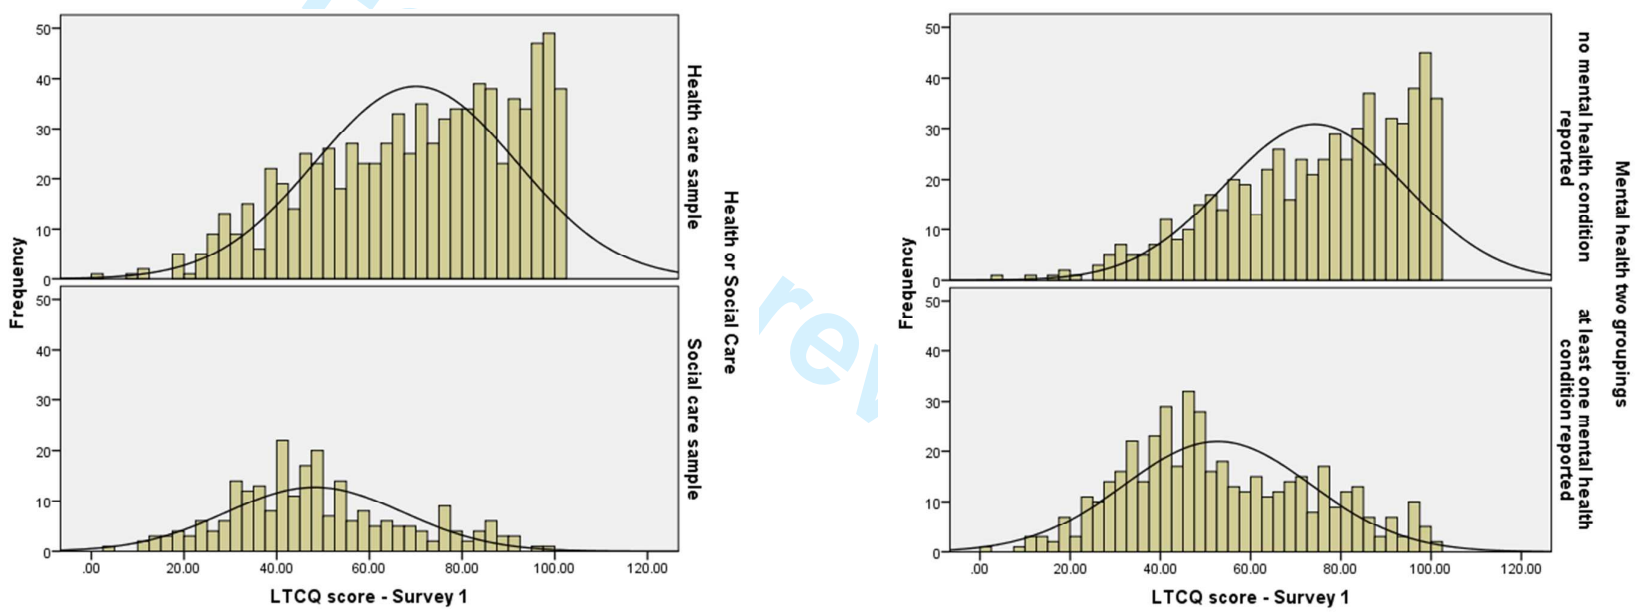 50
40
30
20
10
0
Frequency
Health care sample
50
40
30
20
10
0
Social care sample
Health or Social Care
.00
20.00
40.00
60.00
80.00
100.00
120.00
LTCQ score - Survey 1
rev
50
40
30
20
10
0
Frequency
no mental health condition
reported
50
40
30
20
10
0
at least one mental health
condition reported
Mental health two groupings
.00
20.00
40.00
60.00
80.00
100.00
120.00
LTCQ score - Survey 1